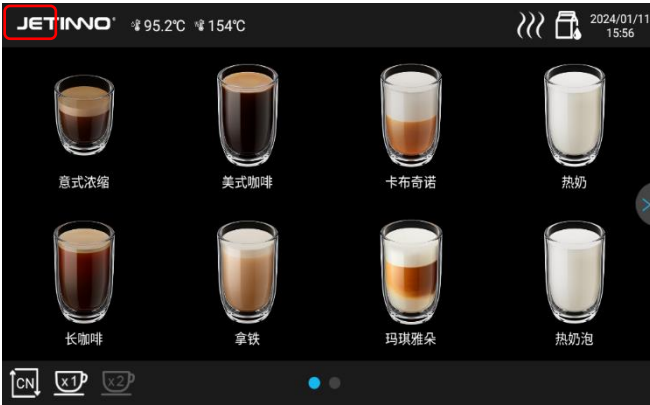 JETINNO 95.2℃ 154℃ 2024/01/11
15:56
意式浓缩 美式咖啡 卡布奇诺 热奶
长咖啡 拿铁 玛琪雅朵 热奶泡
CN x1 x2